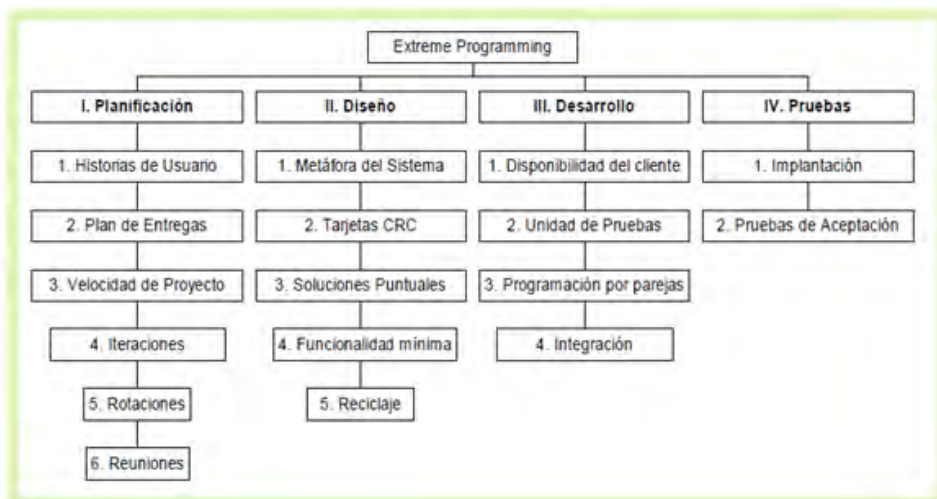 Extreme Programming
I. Planificación
1. Historias de Usuario
2. Plan de Entregas
3. Velocidad de Proyecto
4. Iteraciones
5. Rotaciones
6. Reuniones
II. Diseño
1. Metáfora del Sistema
2. Tarjetas CRC
3. Soluciones Puntuales
4. Funcionalidad mínima
5. Reciclaje
III. Desarrollo
1. Disponibilidad del cliente
2. Unidad de Pruebas
3. Programación por parejas
4. Integración
IV. Pruebas
1. Implantación
2. Pruebas de Aceptación